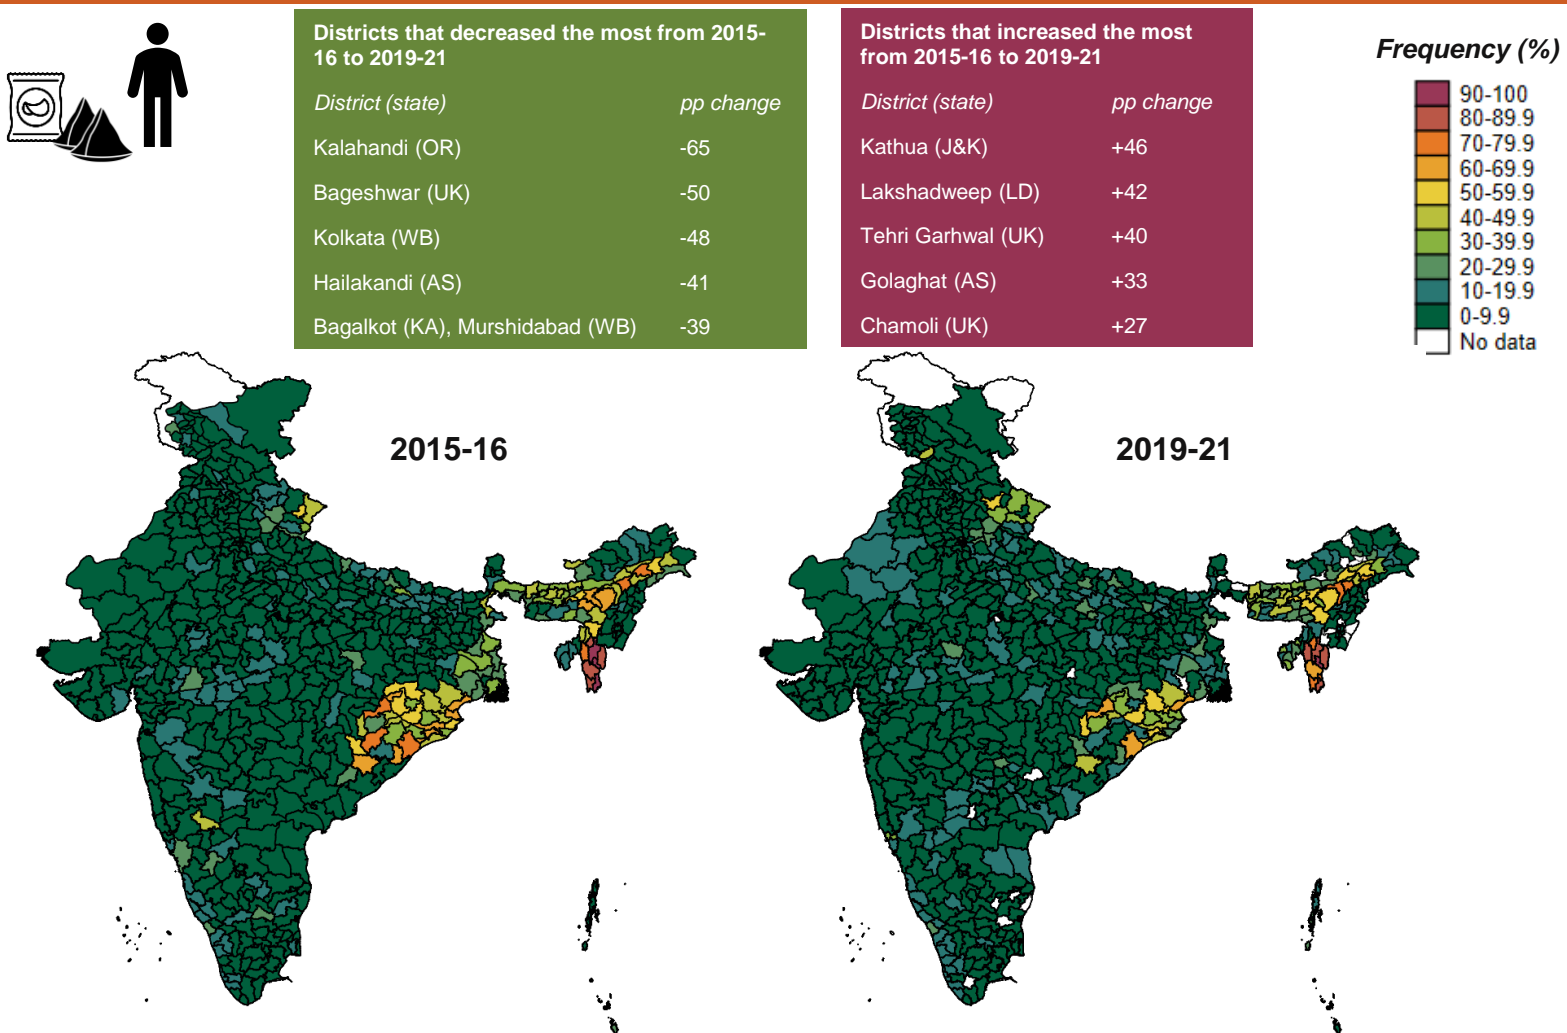 Districts that decreased the most from 2015-
16 to 2019-21
District (state) pp change
Kalahandi (OR) -65
Bageshwar (UK) -50
Kolkata (WB) -48
Hailakandi (AS) -41
Bagalkot (KA), Murshidabad (WB) -39
Districts that increased the most
from 2015-16 to 2019-21
District (state) pp change
Kathua (J&K) +46
Lakshadweep (LD) +42
Tehri Garhwal (UK) +40
Golaghat (AS) +33
Chamoli (UK) +27
Frequency (%)
90-100
80-89.9
70-79.9
60-69.9
50-59.9
40-49.9
30-39.9
20-29.9
10-19.9
0-9.9
No data
2015-16
2019-21